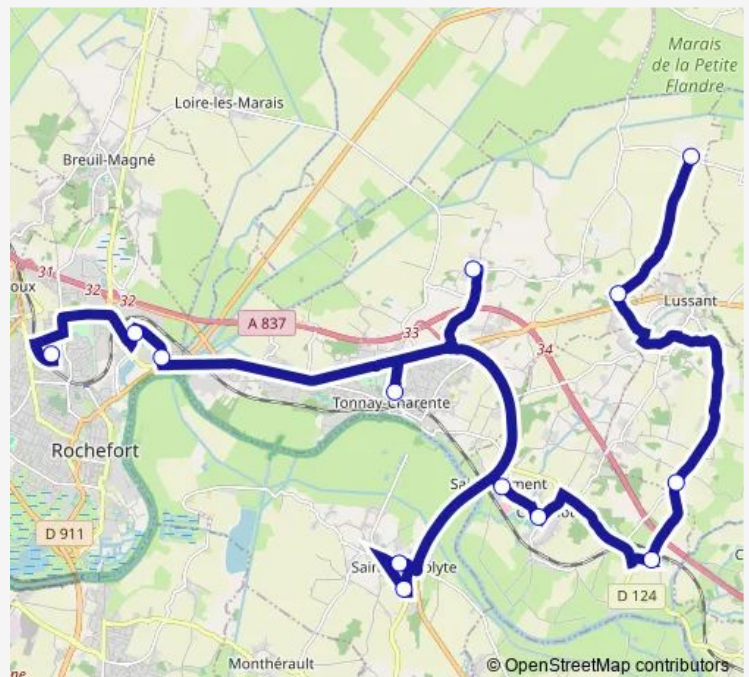 Marais
de la Petite
Flandre
Loire-les-Marais
Breuil-Magné
31
32
32
oux
A 837
33
34
Lussant
Tonnay-Charente
Rochefort
D 911
D 124
Monthérault
© OpenStreetMap contributors